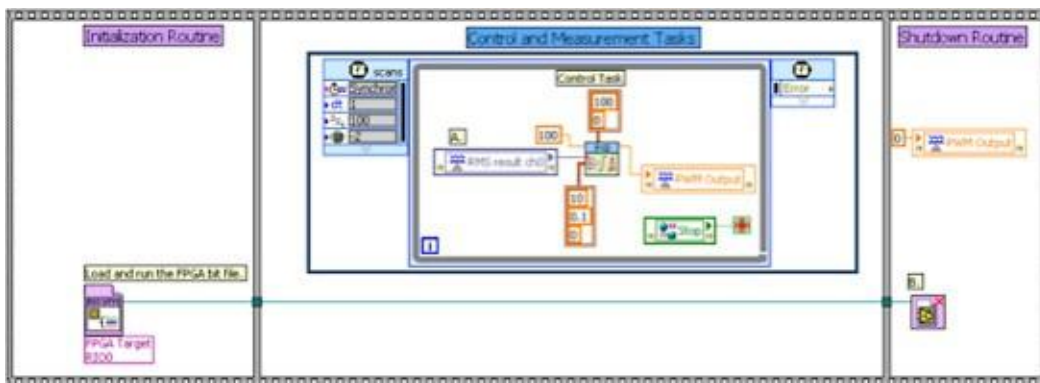 Initialization Routine
Control and Measurement Tasks
Shutdown Routine
scans
Synchron
dt 1
100
-2
Error
Control Task
100
0
100
A.
RMS result ch0
PWM Output
10
0.1
0
Stop
i
0
PWM Output
Load and run the FPGA bit file.
FPGA Target
RIO0
B.